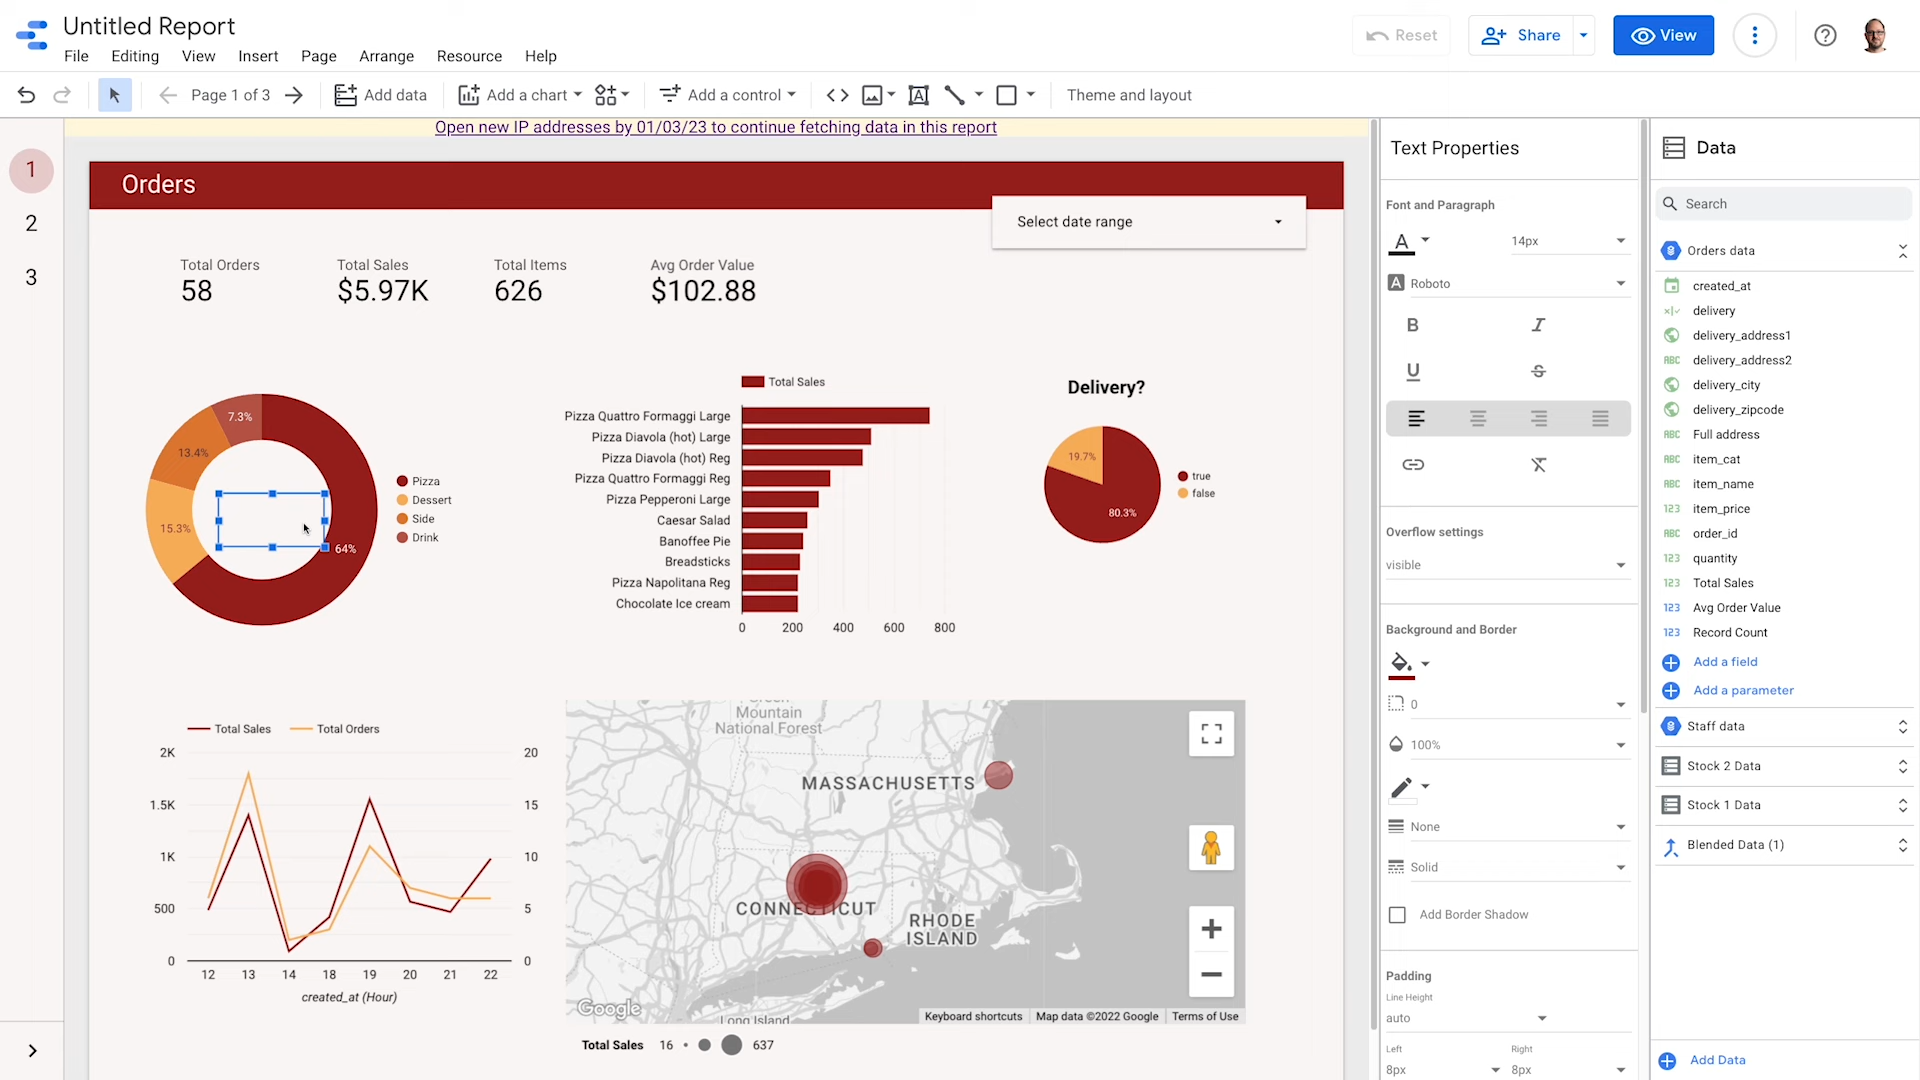 Untitled Report
File Editing View Insert Page Arrange Resource Help
Reset Share View
Page 1 of 3 Add data Add a chart Add a control Theme and layout
Open new IP addresses by 01/03/23 to continue fetching data in this report
1
2
3
Orders
Select date range
Total Orders
58
Total Sales
$5.97K
Total Items
626
Avg Order Value
$102.88
7.3%
13.4%
15.3%
64%
Pizza
Dessert
Side
Drink
Total Sales
Pizza Quattro Formaggi Large
Pizza Diavola (hot) Large
Pizza Diavola (hot) Reg
Pizza Quattro Formaggi Reg
Pizza Pepperoni Large
Caesar Salad
Banoffee Pie
Breadsticks
Pizza Napolitana Reg
Chocolate Ice cream
0 200 400 600 800
Delivery?
19.7%
80.3%
true
false
Total Sales Total Orders
2K 20
1.5K 15
1K 10
500 5
0 0
12 13 14 18 19 20 21 22
created_at (Hour)
Green
Mountain
National Forest
MASSACHUSETTS
CONNECTICUT
RHODE
ISLAND
Long Island
Google
Keyboard shortcuts Map data ©2022 Google Terms of Use
Total Sales 16 637
Text Properties
Font and Paragraph
A 14px
A Roboto
B I
U S
Overflow settings
visible
Background and Border
0
100%
None
Solid
Add Border Shadow
Padding
Line Height
auto
Left Right
8px 8px
Data
Search
Orders data
created_at
delivery
delivery_address1
ABC delivery_address2
delivery_city
delivery_zipcode
ABC Full address
ABC item_cat
ABC item_name
123 item_price
ABC order_id
123 quantity
123 Total Sales
123 Avg Order Value
123 Record Count
Add a field
Add a parameter
Staff data
Stock 2 Data
Stock 1 Data
Blended Data (1)
Add Data